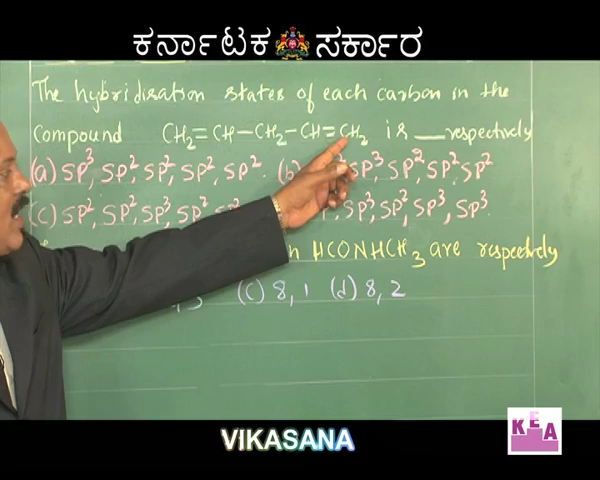 ಕರ್ನಾಟಕ ಸರ್ಕಾರ
The hybridisation states of each carbon in the
compound CH₂=CH-CH₂-CH=CH₂ is __ respectively
(a) SP³, SP², SP², SP², SP² (b) SP³, SP², SP², SP²
(c) SP², SP², SP³, SP², SP³, SP², SP³, SP³.
HCONHCH₃ are respectively
(c) 8, 1 (d) 8, 2
KEA
VIKASANA